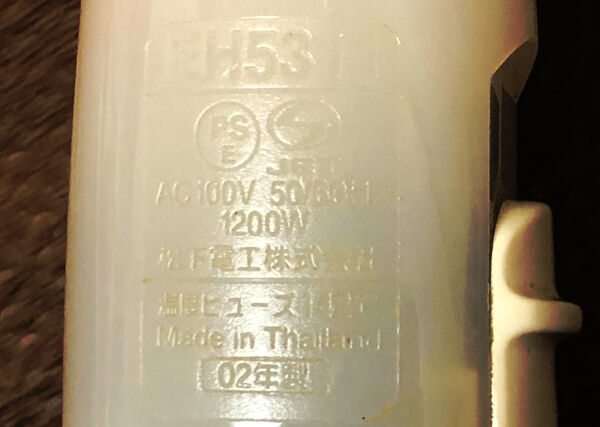 EH5311
PS
E
JET
AC100V 50/60Hz
1200W
松下電工株式会社
温度ヒューズ
Made in Thailand
02年製